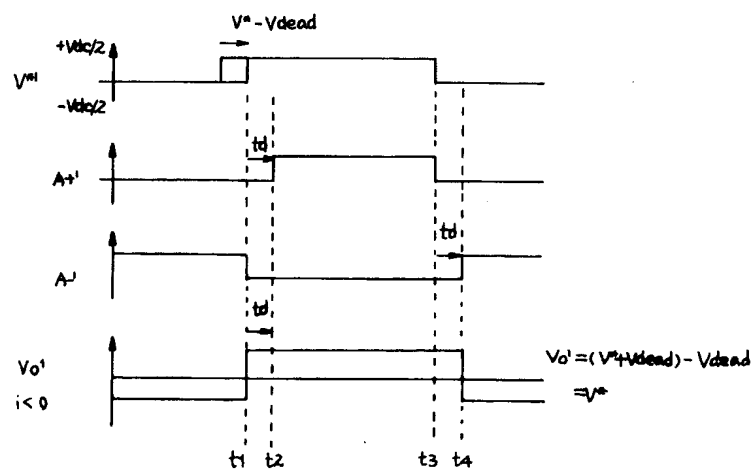 V* - Vdead
+Vdc/2
V*'
-Vdc/2
td
A+'
td
A-'
td
Vo'
i<0
Vo' = (V*+Vdead) - Vdead
= V*
t1 t2 t3 t4